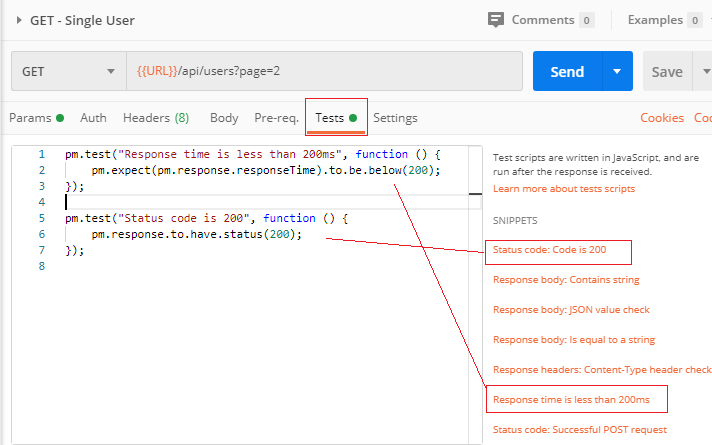 GET - Single User
Comments 0
Examples 0
GET
{{URL}}/api/users?page=2
Send
Save
Params
Auth
Headers (8)
Body
Pre-req.
Tests
Settings
Cookies
Coo
1 pm.test("Response time is less than 200ms", function () {
2 pm.expect(pm.response.responseTime).to.be.below(200);
3 });
4
5 pm.test("Status code is 200", function () {
6 pm.response.to.have.status(200);
7 });
8
Test scripts are written in JavaScript, and are
run after the response is received.
Learn more about tests scripts
SNIPPETS
Status code: Code is 200
Response body: Contains string
Response body: JSON value check
Response body: Is equal to a string
Response headers: Content-Type header check
Response time is less than 200ms
Status code: Successful POST request